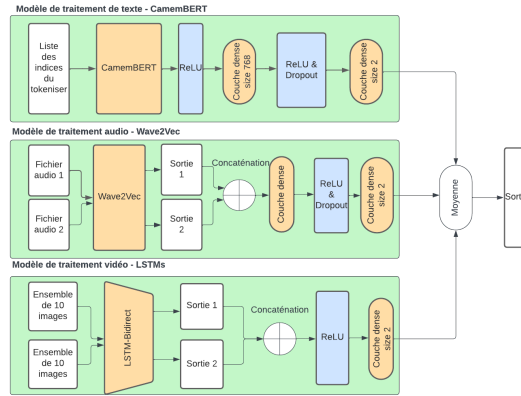 Modèle de traitement de texte - CamemBERT
Liste
des
indices
du
tokeniser
CamemBERT
ReLU
Couche dense
size 768
ReLU &
Dropout
Couche dense
size 2
Modèle de traitement audio - Wave2Vec
Fichier
audio 1
Fichier
audio 2
Wave2Vec
Sortie
1
Sortie
2
Concaténation
Couche dense
ReLU
&
Dropout
Couche dense
size 2
Moyenne
Sort
Modèle de traitement vidéo - LSTMs
Ensemble
de 10
images
Ensemble
de 10
images
LSTM-Bidirect
Sortie 1
Sortie 2
Concaténation
ReLU
Couche dense
size 2